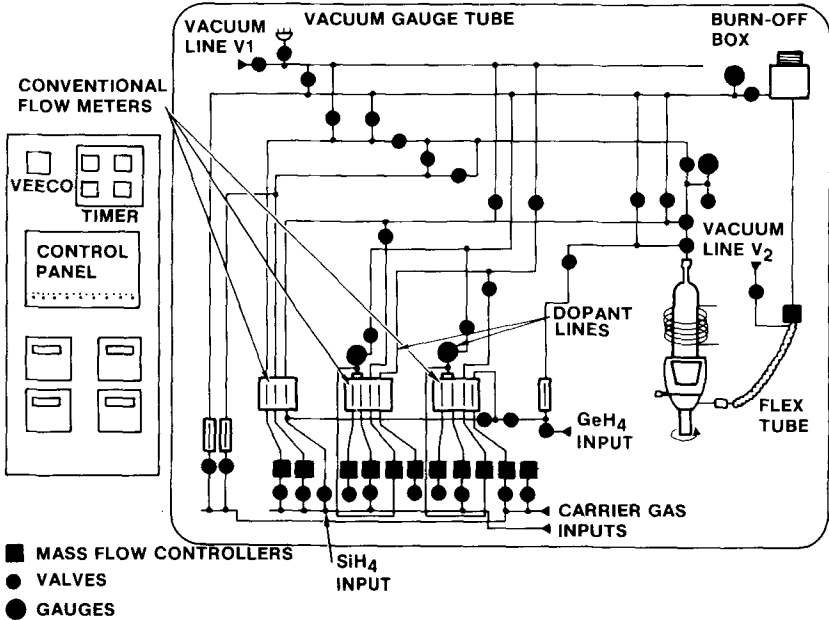 VACUUM
LINE V1
VACUUM GAUGE TUBE
BURN-OFF
BOX
CONVENTIONAL
FLOW METERS
VEECO
TIMER
CONTROL
PANEL
VACUUM
LINE V2
DOPANT
LINES
GeH4
INPUT
FLEX
TUBE
CARRIER GAS
INPUTS
SiH4
INPUT
MASS FLOW CONTROLLERS
VALVES
GAUGES